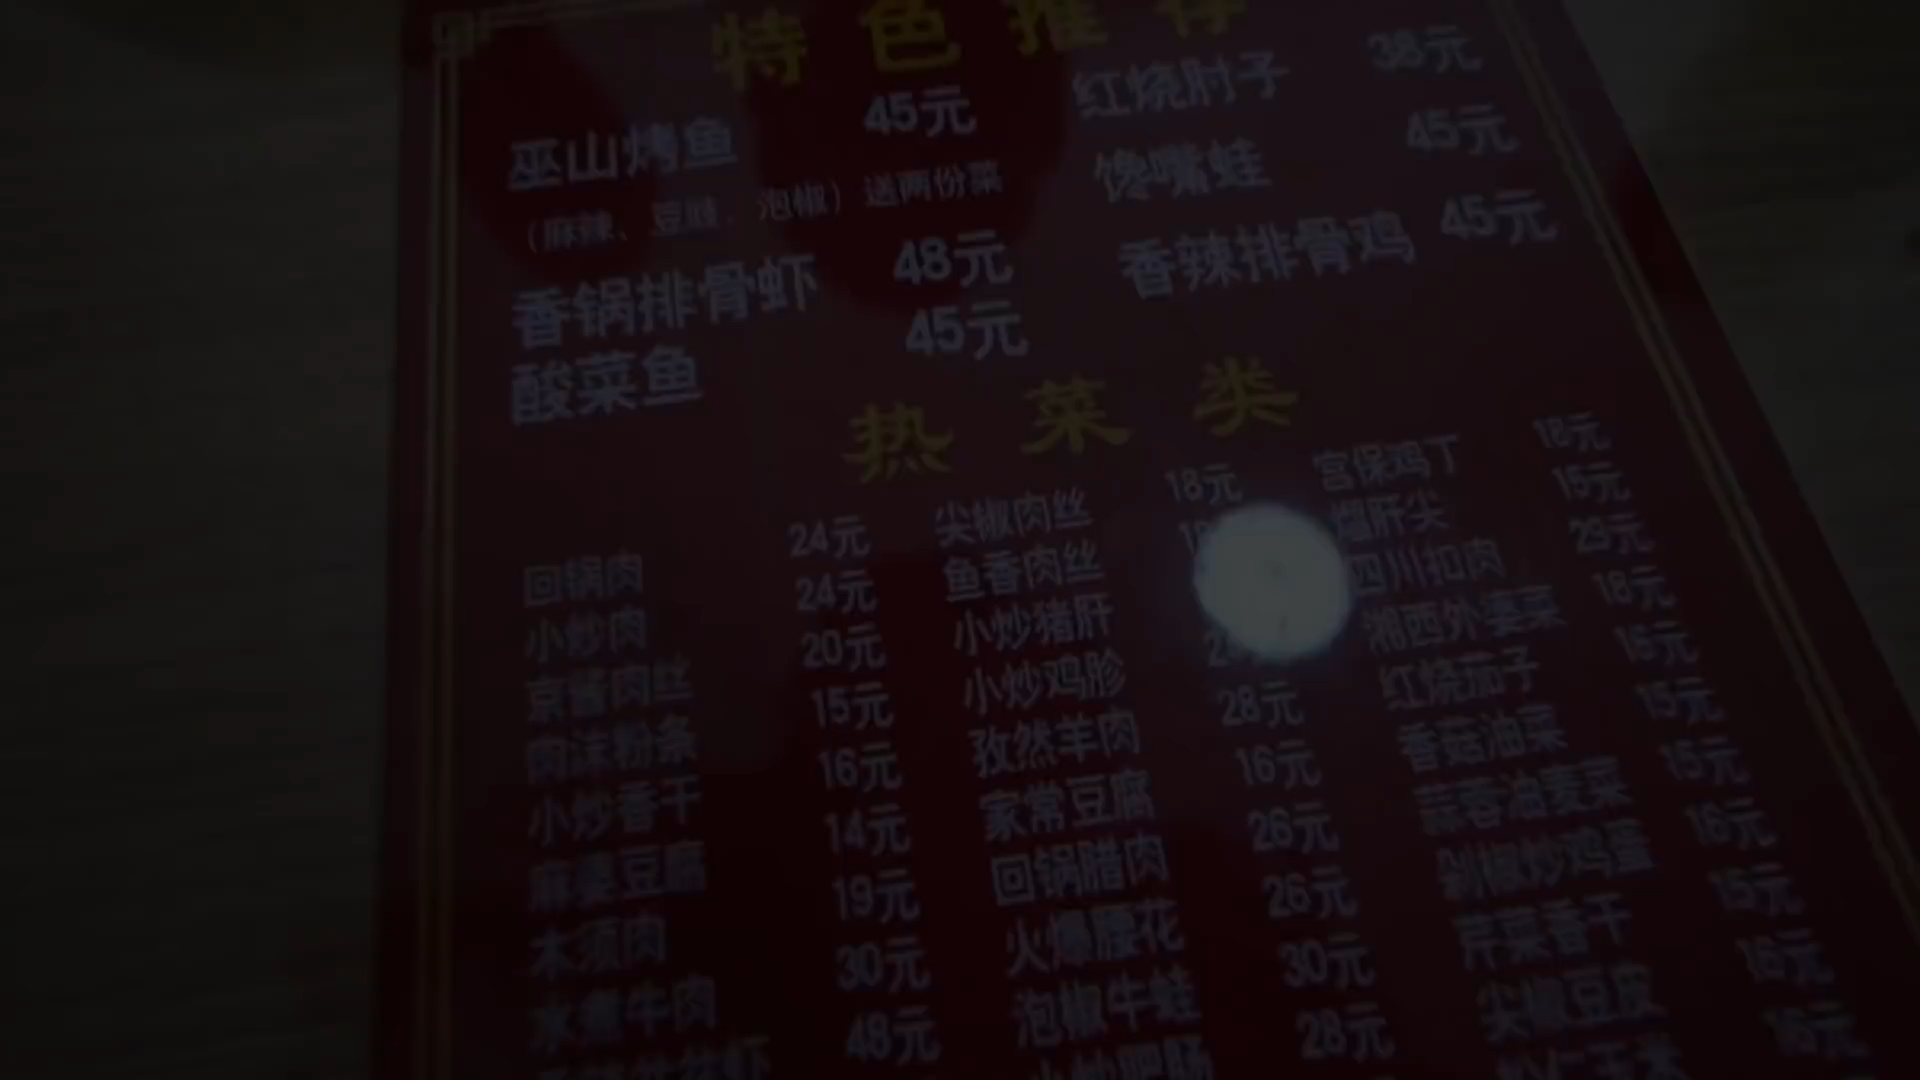 特色推荐
巫山烤鱼 45元 红烧肘子 38元
(麻辣、豆豉、泡椒)送两份菜 馋嘴蛙 45元
香锅排骨虾 48元 香辣排骨鸡 45元
酸菜鱼 45元
热菜类
回锅肉 24元 尖椒肉丝 18元 宫保鸡丁 18元
小炒肉 24元 鱼香肉丝 熘肝尖 15元
京酱肉丝 20元 小炒猪肝 四川扣肉
肉沫粉条 15元 小炒鸡胗 湘西外婆菜 18元
小炒香干 16元 孜然羊肉 28元 红烧茄子
麻婆豆腐 14元 家常豆腐 16元 香菇油菜 15元
木须肉 19元 回锅腊肉 26元 蒜蓉油麦菜 15元
水煮牛肉 30元 火爆腰花 26元 剁椒炒鸡蛋 16元
48元 泡椒牛蛙 30元 芹菜香干 15元
28元 尖椒豆皮